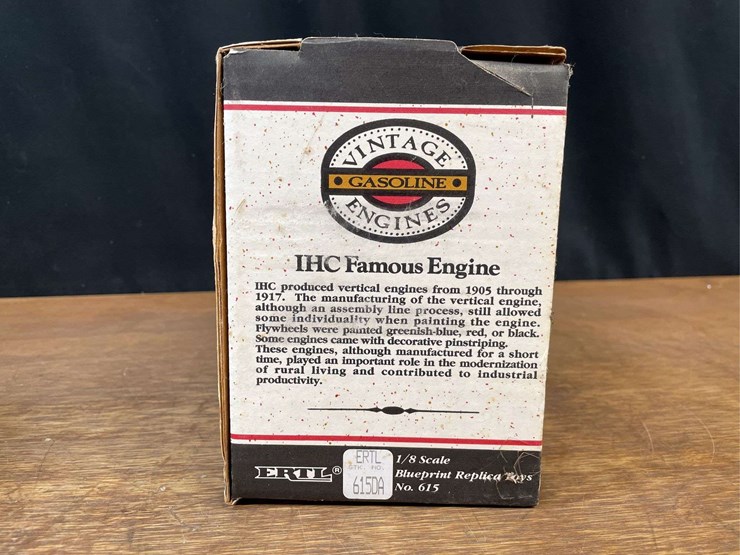 VINTAGE
GASOLINE
ENGINES
IHC Famous Engine
IHC produced vertical engines from 1905 through
1917. The manufacturing of the vertical engine,
although an assembly line process, still allowed
some individuality when painting the engine.
Flywheels were painted greenish-blue, red, or black.
Some engines came with decorative pinstriping.
These engines, although manufactured for a short
time, played an important role in the modernization
of rural living and contributed to industrial
productivity.
ERTL®
ERTL
STK. NO.
615DA
1/8 Scale
Blueprint Replica Toys
No. 615